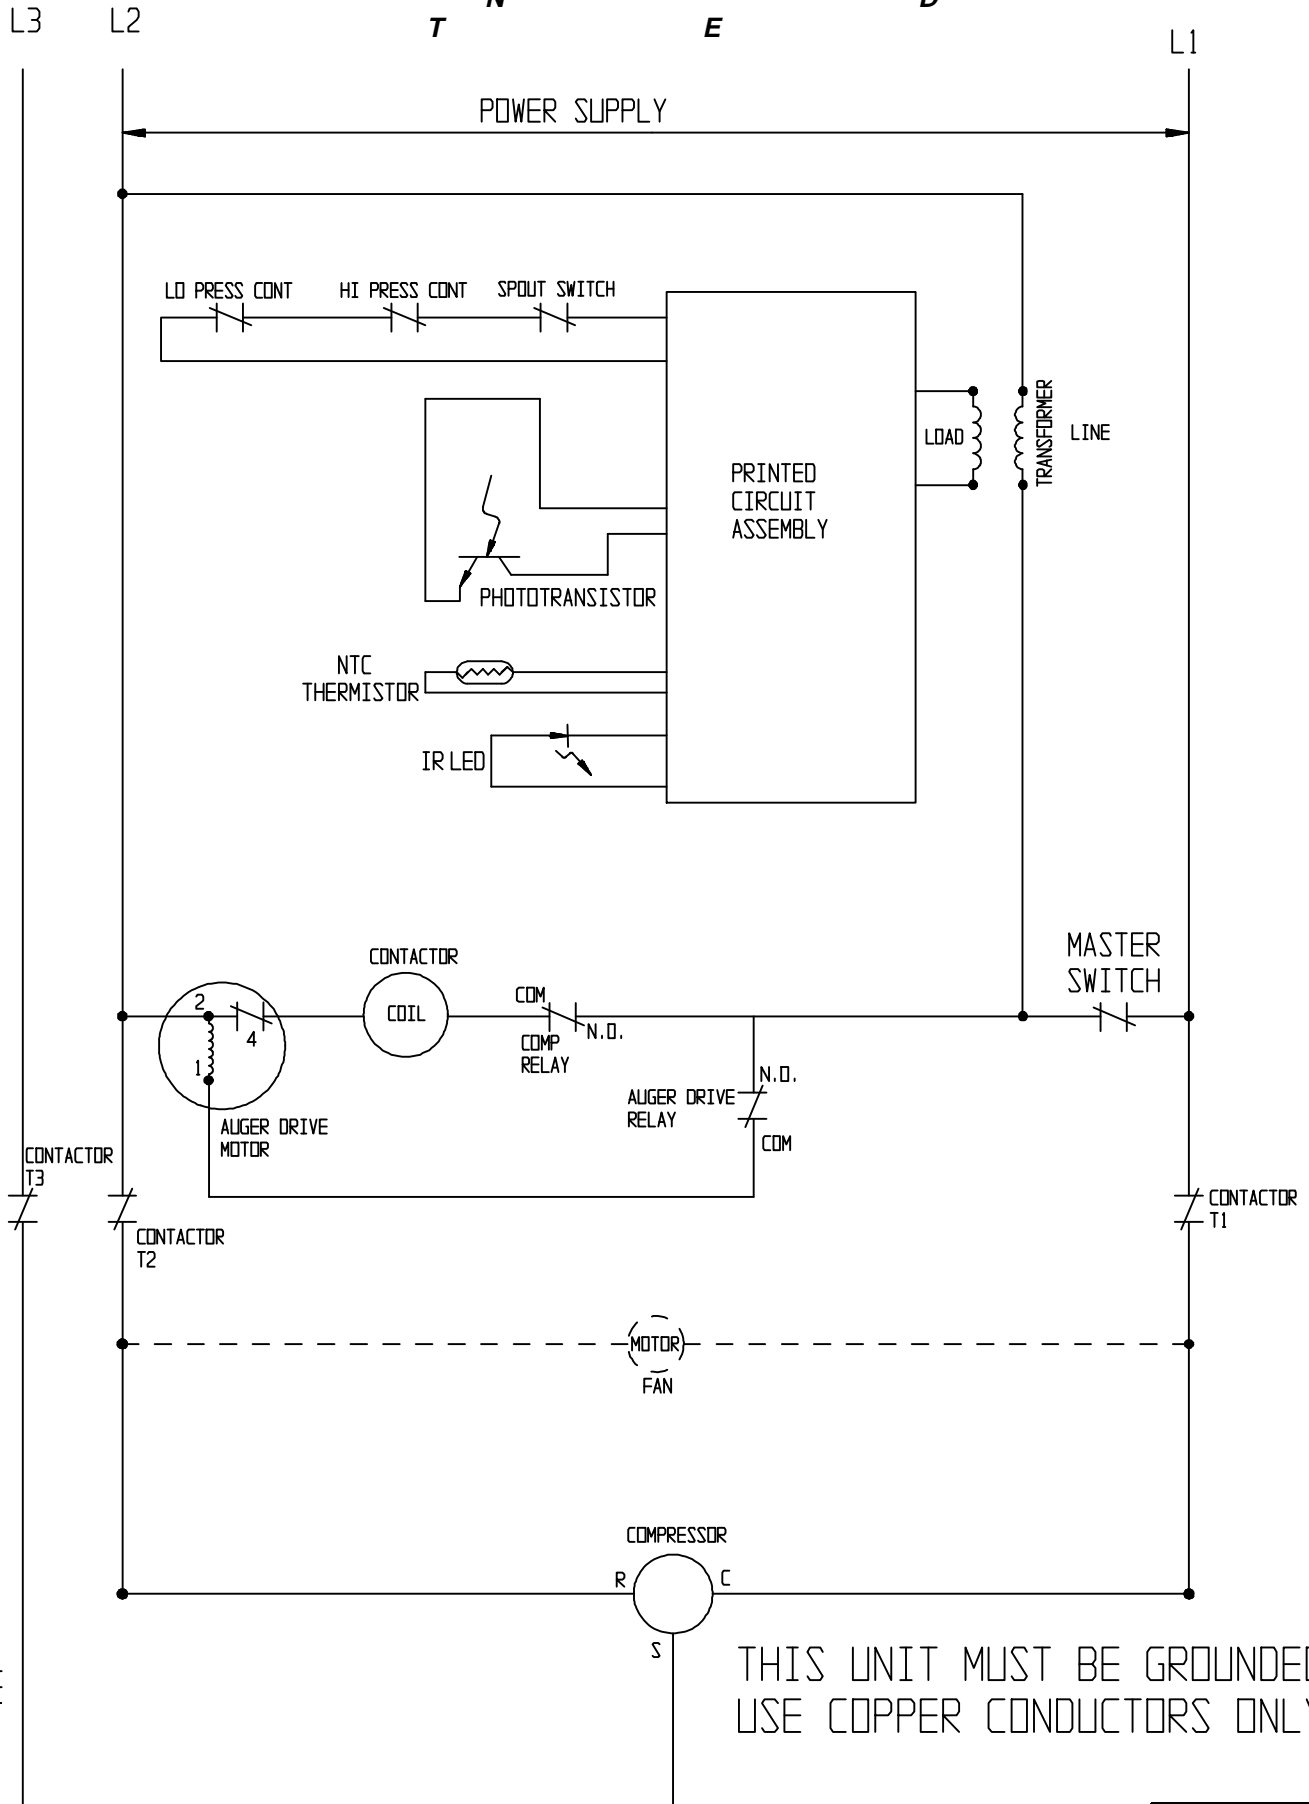 N D
T E
L3 L2
L1
POWER SUPPLY
LO PRESS CONT HI PRESS CONT SPOUT SWITCH
LOAD
TRANSFORMER
LINE
PRINTED
CIRCUIT
ASSEMBLY
PHOTOTRANSISTOR
NTC
THERMISTOR
IR LED
MASTER
SWITCH
CONTACTOR
COIL
2
4
1
COM
N.O.
COMP
RELAY
N.O.
AUGER DRIVE
RELAY
COM
AUGER DRIVE
MOTOR
CONTACTOR
T3
CONTACTOR
T2
CONTACTOR
T1
MOTOR
FAN
COMPRESSOR
R C
S
THIS UNIT MUST BE GROUNDED
USE COPPER CONDUCTORS ONLY